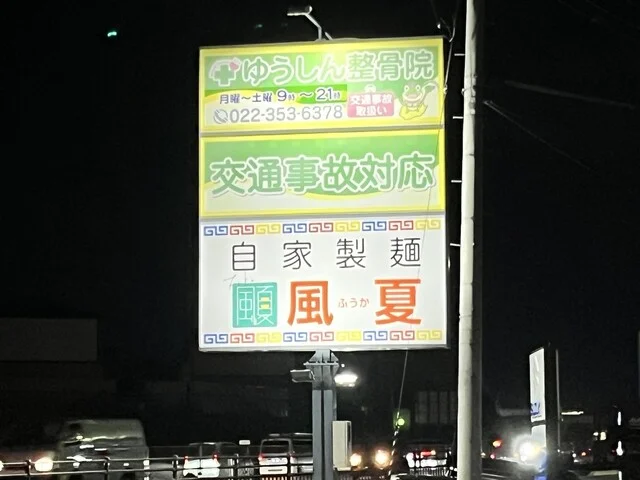 ゆうしん整骨院
月曜～土曜 9時～21時
022-353-6378
交通事故
取扱い
交通事故対応
自家製麺
風 ふうか 夏